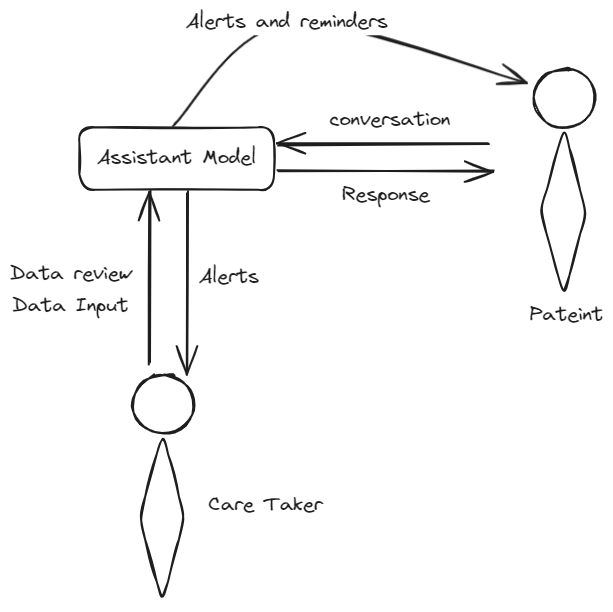 Alerts and reminders
conversation
Assistant Model
Response
Data review
Data Input
Alerts
Pateint
Care Taker